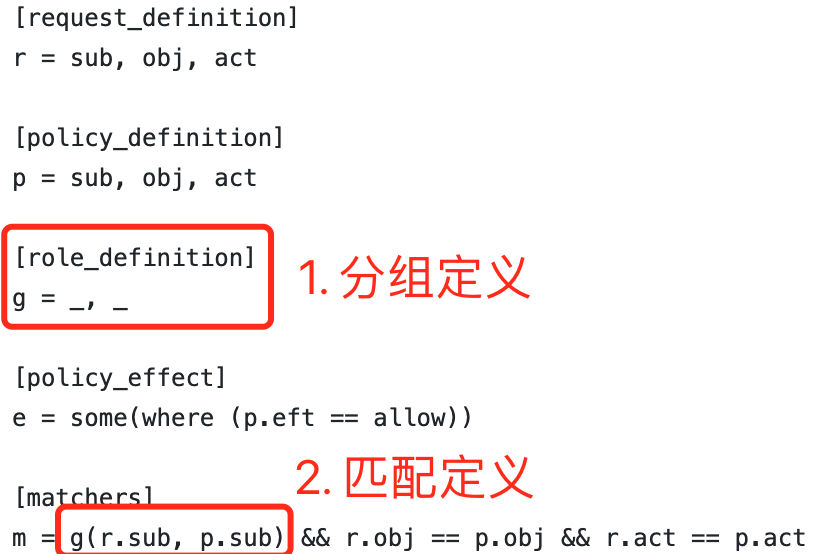 [request_definition]
r = sub, obj, act
[policy_definition]
p = sub, obj, act
[role_definition]
g = _, _
1. 分组定义
[policy_effect]
e = some(where (p.eft == allow))
2. 匹配定义
[matchers]
m = g(r.sub, p.sub) && r.obj == p.obj && r.act == p.act